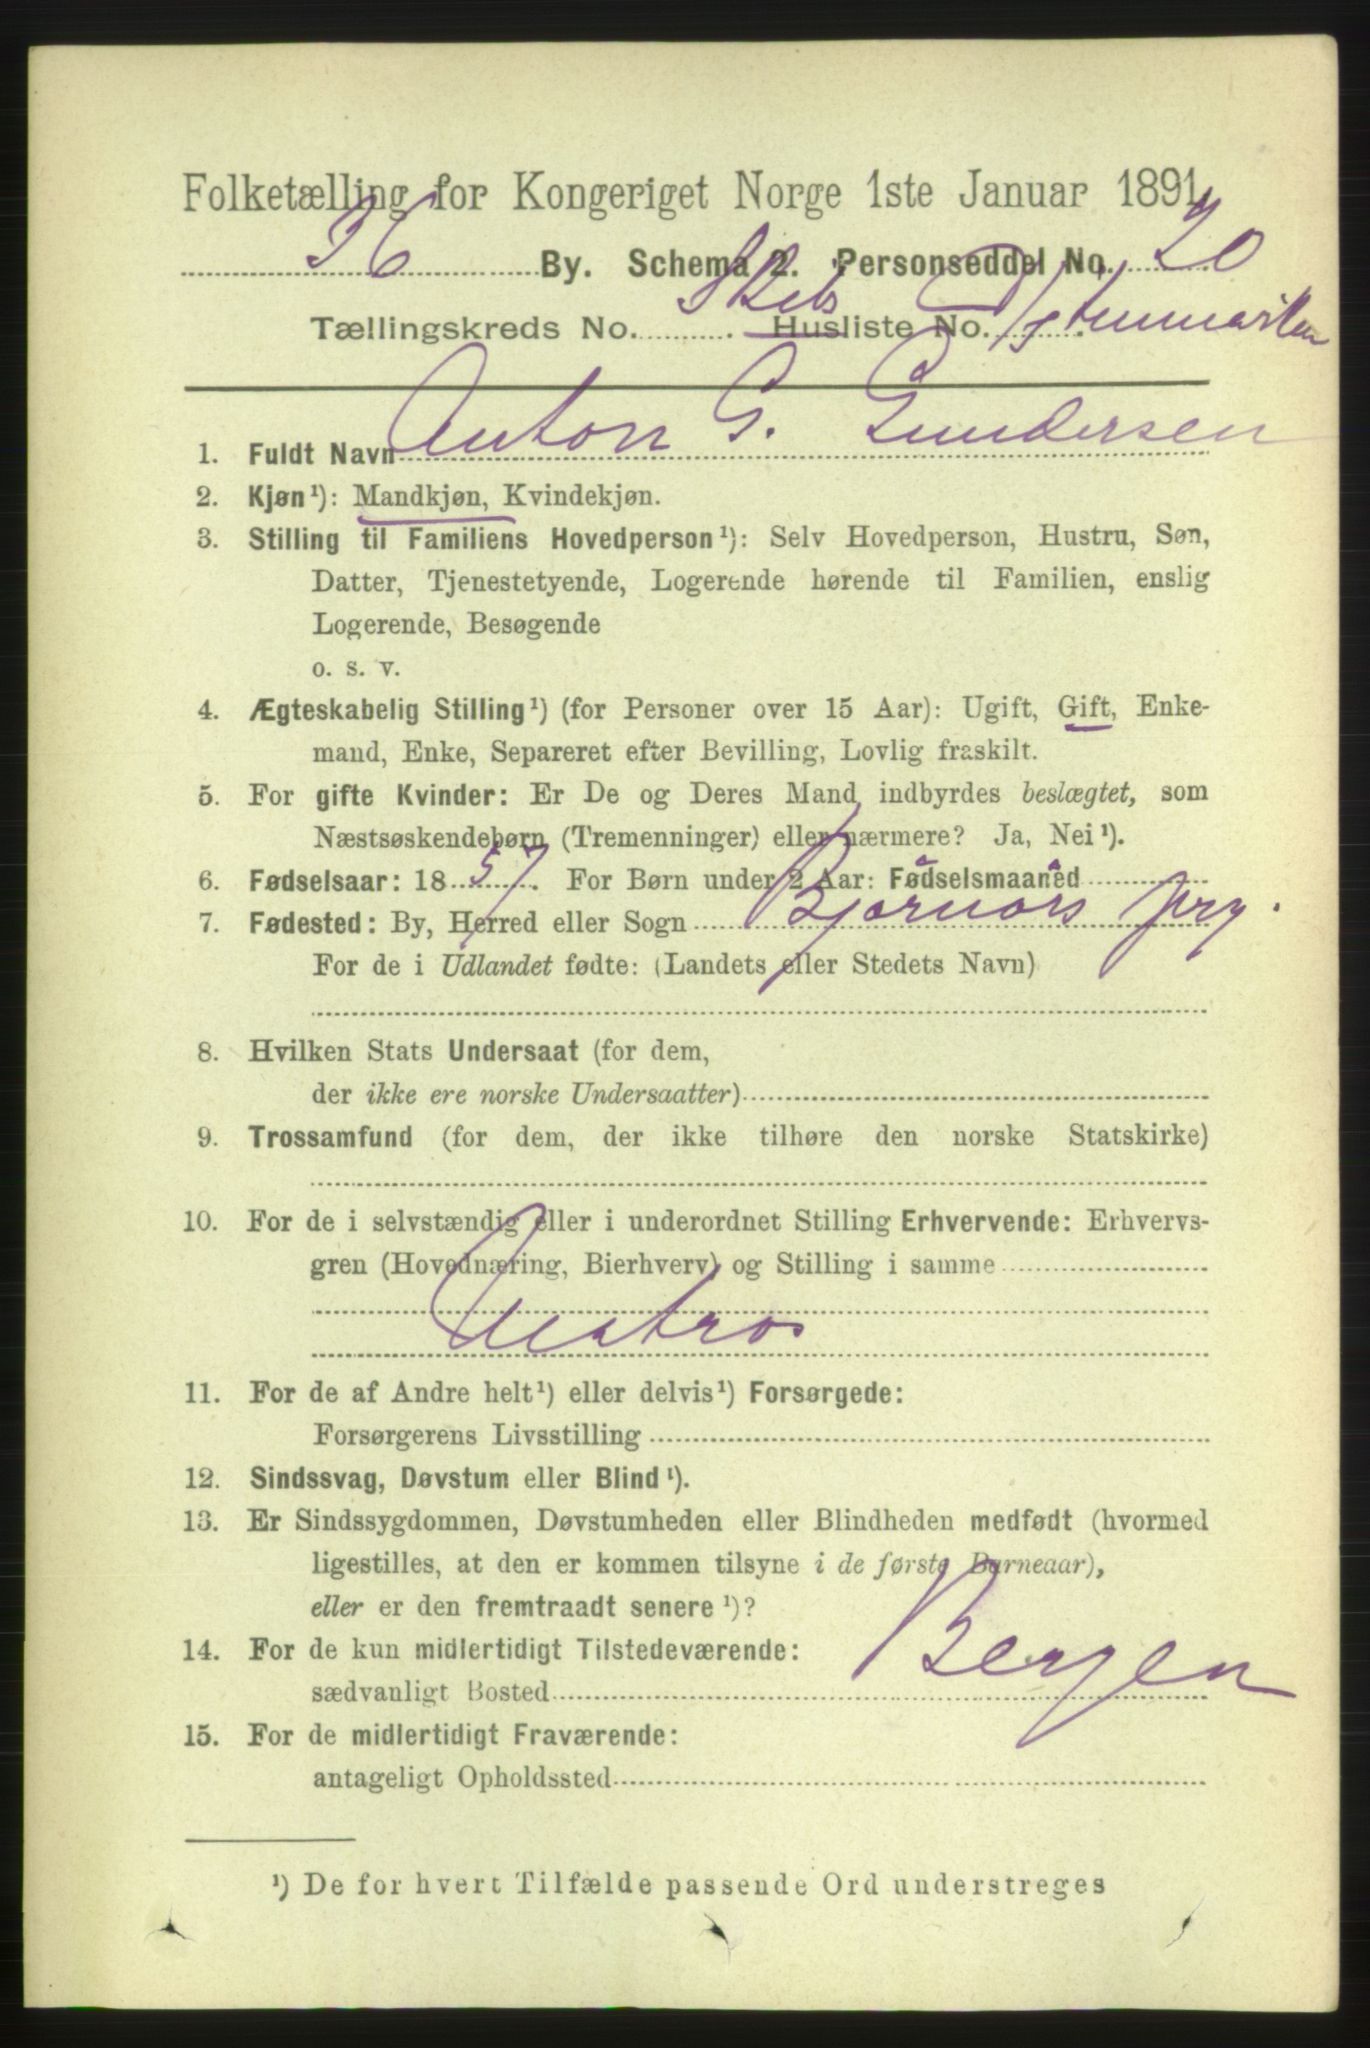 Folketælling for Kongeriget Norge 1ste Januar 1891.
36 By. Schema 2. Personseddel No. 20
Tællingskreds No. Skibs Husliste No.
1. Fuldt Navn Anton G. Gundersen
2. Kjøn¹): Mandkjøn, Kvindekjøn.
3. Stilling til Familiens Hovedperson¹): Selv Hovedperson, Hustru, Søn,
Datter, Tjenestetyende, Logerende hørende til Familien, enslig
Logerende, Besøgende
o. s. v.
4. Ægteskabelig Stilling¹) (for Personer over 15 Aar): Ugift, Gift, Enke-
mand, Enke, Separeret efter Bevilling, Lovlig fraskilt.
5. For gifte Kvinder: Er De og Deres Mand indbyrdes beslægtet, som
Næstsøskendebørn (Tremenninger) eller nærmere? Ja, Nei¹).
6. Fødselsaar: 1857. For Børn under 2 Aar: Fødselsmaaned
7. Fødested: By, Herred eller Sogn
For de i Udlandet fødte: (Landets eller Stedets Navn)
8. Hvilken Stats Undersaat (for dem,
der ikke ere norske Undersaatter)
9. Trossamfund (for dem, der ikke tilhøre den norske Statskirke)
10. For de i selvstændig eller i underordnet Stilling Erhvervende: Erhvervs-
gren (Hovednæring, Bierhverv) og Stilling i samme
Matros
11. For de af Andre helt¹) eller delvis¹) Forsørgede:
Forsørgerens Livsstilling
12. Sindssvag, Døvstum eller Blind¹).
13. Er Sindssygdommen, Døvstumheden eller Blindheden medfødt (hvormed
ligestilles, at den er kommen tilsyne i de første Barneaar),
eller er den fremtraadt senere¹)?
14. For de kun midlertidigt Tilstedeværende:
sædvanligt Bosted Bergen
15. For de midlertidigt Fraværende:
antageligt Opholdssted
¹) De for hvert Tilfælde passende Ord understreges